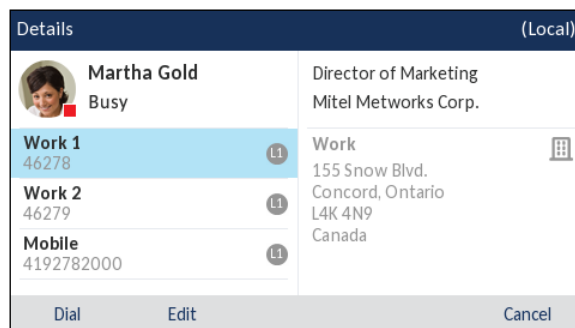 Details (Local)
Martha Gold
Busy
Director of Marketing
Mitel Metworks Corp.
Work 1
46278
L1
Work 2
46279
L1
Mobile
4192782000
L1
Work
155 Snow Blvd.
Concord, Ontario
L4K 4N9
Canada
Dial Edit Cancel